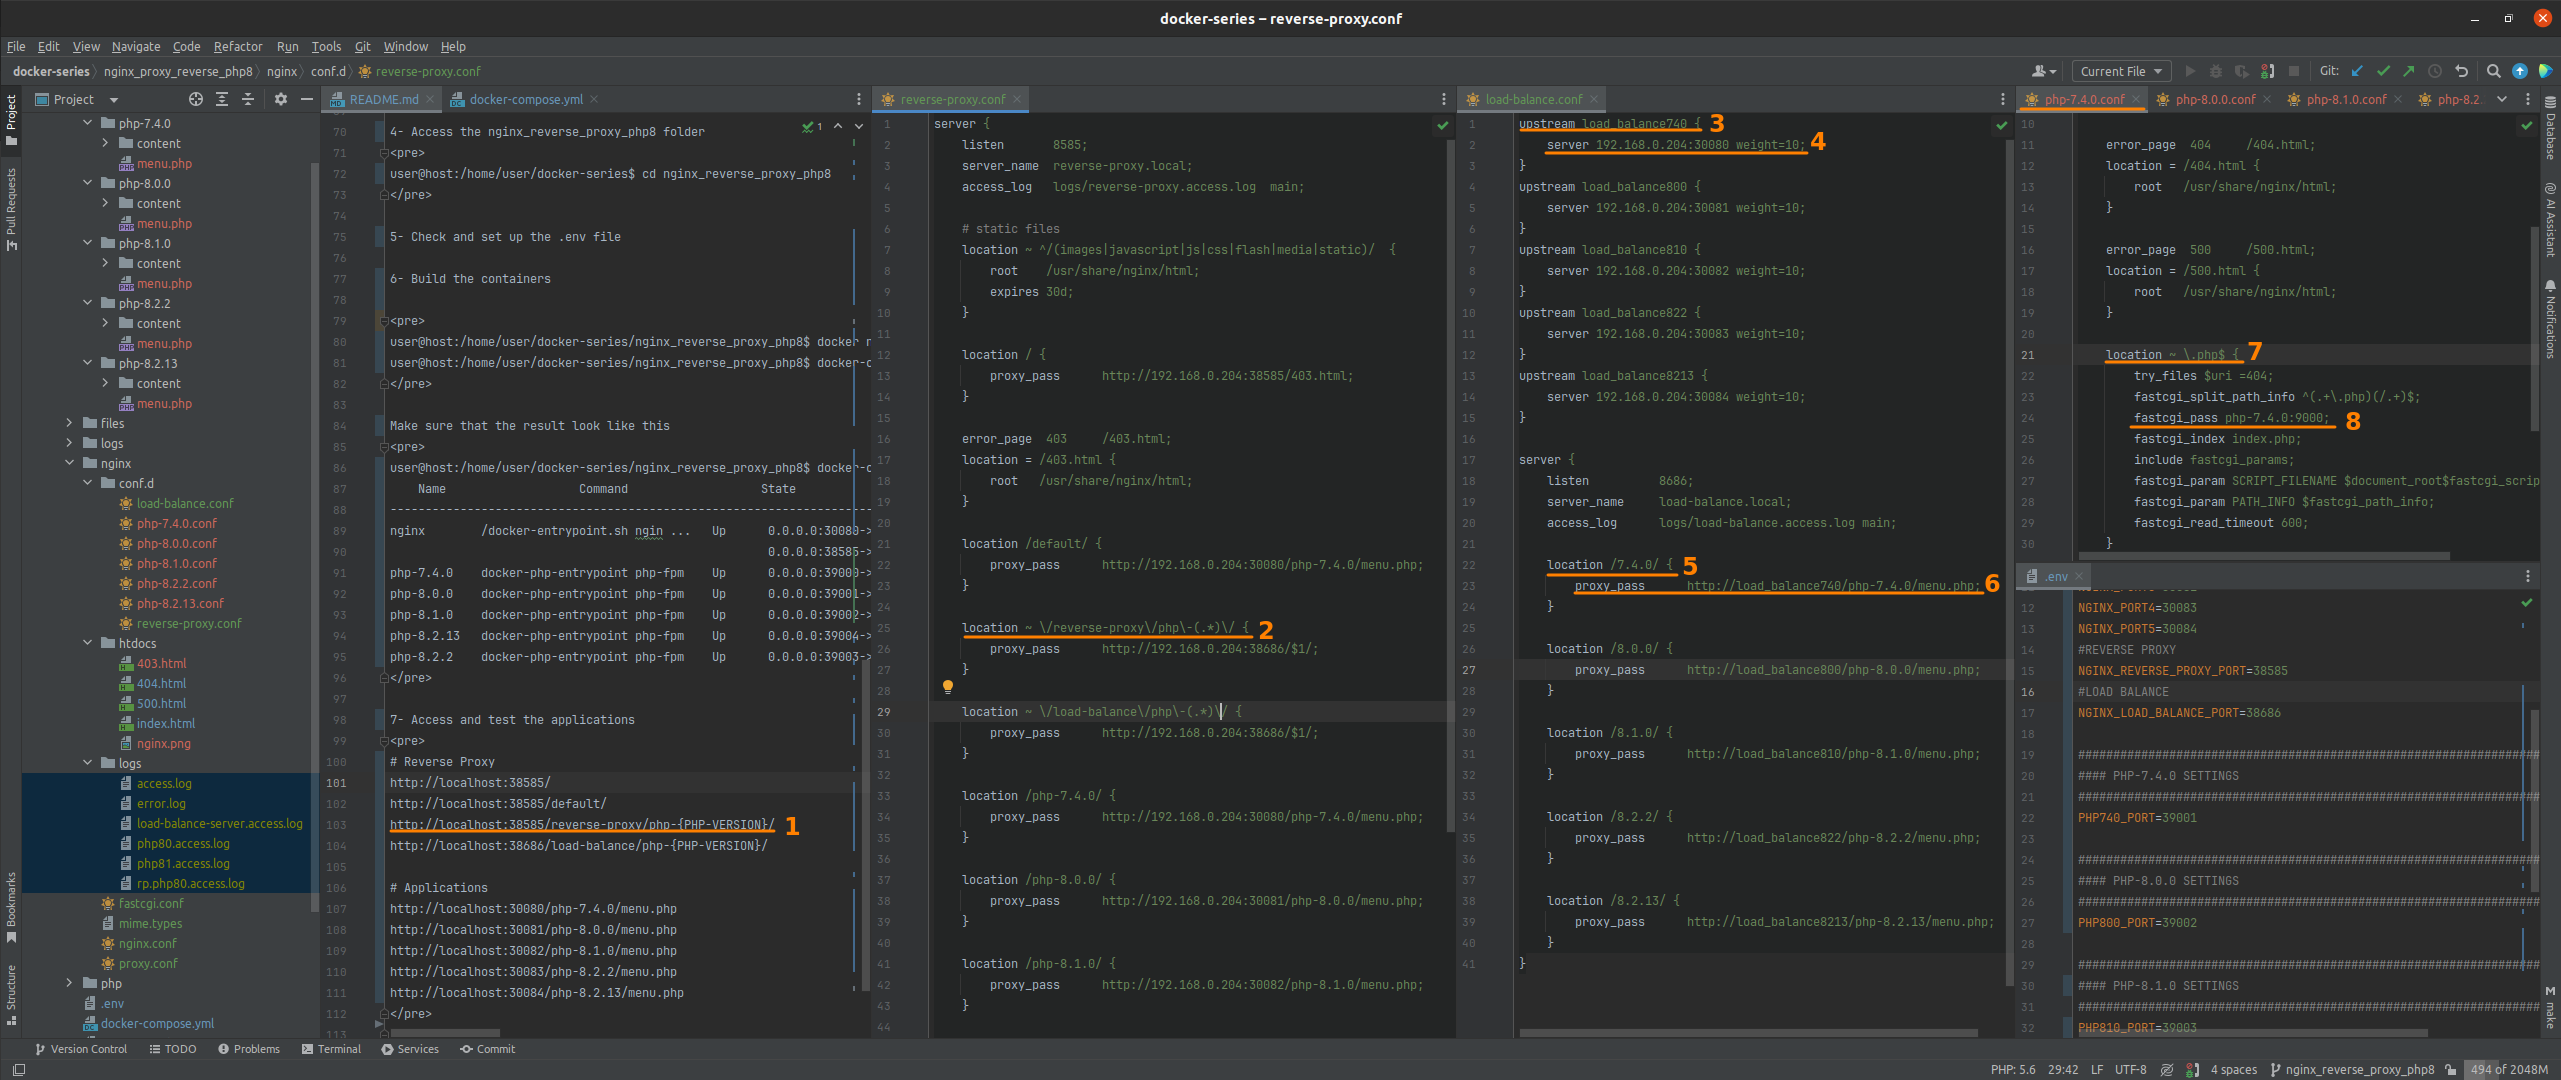 docker-series – reverse-proxy.conf
File Edit View Navigate Code Refactor Run Tools Git Window Help
docker-series nginx_proxy_reverse_php8 nginx conf.d reverse-proxy.conf
Current File
Git:
Project
Pull Requests
Bookmarks
Structure
Project
php-7.4.0
content
menu.php
php-8.0.0
content
menu.php
php-8.1.0
content
menu.php
php-8.2.2
content
menu.php
php-8.2.13
content
menu.php
files
logs
nginx
conf.d
load-balance.conf
php-7.4.0.conf
php-8.0.0.conf
php-8.1.0.conf
php-8.2.2.conf
php-8.2.13.conf
reverse-proxy.conf
htdocs
403.html
404.html
500.html
index.html
nginx.png
logs
access.log
error.log
load-balance-server.access.log
php80.access.log
php81.access.log
rp.php80.access.log
fastcgi.conf
mime.types
nginx.conf
proxy.conf
php
.env
docker-compose.yml
README.md docker-compose.yml
1
70 4- Access the nginx_reverse_proxy_php8 folder
71 <pre>
72 user@host:/home/user/docker-series$ cd nginx_reverse_proxy_php8
73 </pre>
74
75 5- Check and set up the .env file
76
77 6- Build the containers
78
79 <pre>
80 user@host:/home/user/docker-series/nginx_reverse_proxy_php8$ docker
81 user@host:/home/user/docker-series/nginx_reverse_proxy_php8$ docker-
82 </pre>
83
84 Make sure that the result look like this
85 <pre>
86 user@host:/home/user/docker-series/nginx_reverse_proxy_php8$ docker-
87 Name Command State
88 --------------------------------------------------------------------
89 nginx /docker-entrypoint.sh ngin ... Up 0.0.0.0:30080->
90 0.0.0.0:38585->
91 php-7.4.0 docker-php-entrypoint php-fpm Up 0.0.0.0:39000->
92 php-8.0.0 docker-php-entrypoint php-fpm Up 0.0.0.0:39001->
93 php-8.1.0 docker-php-entrypoint php-fpm Up 0.0.0.0:39002->
94 php-8.2.13 docker-php-entrypoint php-fpm Up 0.0.0.0:39004->
95 php-8.2.2 docker-php-entrypoint php-fpm Up 0.0.0.0:39003->
96 </pre>
97
98 7- Access and test the applications
99 <pre>
100 # Reverse Proxy
101 http://localhost:38585/
102 http://localhost:38585/default/
103 http://localhost:38585/reverse-proxy/php-{PHP-VERSION}/ 1
104 http://localhost:38686/load-balance/php-{PHP-VERSION}/
105
106 # Applications
107 http://localhost:30080/php-7.4.0/menu.php
108 http://localhost:30081/php-8.0.0/menu.php
109 http://localhost:30082/php-8.1.0/menu.php
110 http://localhost:30083/php-8.2.2/menu.php
111 http://localhost:30084/php-8.2.13/menu.php
112 </pre>
113
reverse-proxy.conf
1 server {
2 listen 8585;
3 server_name reverse-proxy.local;
4 access_log logs/reverse-proxy.access.log main;
5
6 # static files
7 location ~ ^/(images|javascript|js|css|flash|media|static)/ {
8 root /usr/share/nginx/html;
9 expires 30d;
10 }
11
12 location / {
13 proxy_pass http://192.168.0.204:38585/403.html;
14 }
15
16 error_page 403 /403.html;
17 location = /403.html {
18 root /usr/share/nginx/html;
19 }
20
21 location /default/ {
22 proxy_pass http://192.168.0.204:30080/php-7.4.0/menu.php;
23 }
24
25 location ~ \/reverse-proxy\/php\-(.*)\/ { 2
26 proxy_pass http://192.168.0.204:38686/$1/;
27 }
28
29 location ~ \/load-balance\/php\-(.*)\/ {
30 proxy_pass http://192.168.0.204:38686/$1/;
31 }
32
33 location /php-7.4.0/ {
34 proxy_pass http://192.168.0.204:30080/php-7.4.0/menu.php;
35 }
36
37 location /php-8.0.0/ {
38 proxy_pass http://192.168.0.204:30081/php-8.0.0/menu.php;
39 }
40
41 location /php-8.1.0/ {
42 proxy_pass http://192.168.0.204:30082/php-8.1.0/menu.php;
43 }
44
load-balance.conf
1 upstream load_balance740 { 3
2 server 192.168.0.204:30080 weight=10; 4
3 }
4 upstream load_balance800 {
5 server 192.168.0.204:30081 weight=10;
6 }
7 upstream load_balance810 {
8 server 192.168.0.204:30082 weight=10;
9 }
10 upstream load_balance822 {
11 server 192.168.0.204:30083 weight=10;
12 }
13 upstream load_balance8213 {
14 server 192.168.0.204:30084 weight=10;
15 }
16
17 server {
18 listen 8686;
19 server_name load-balance.local;
20 access_log logs/load-balance.access.log main;
21
22 location /7.4.0/ { 5
23 proxy_pass http://load_balance740/php-7.4.0/menu.php; 6
24 }
25
26 location /8.0.0/ {
27 proxy_pass http://load_balance800/php-8.0.0/menu.php;
28 }
29
30 location /8.1.0/ {
31 proxy_pass http://load_balance810/php-8.1.0/menu.php;
32 }
33
34 location /8.2.2/ {
35 proxy_pass http://load_balance822/php-8.2.2/menu.php;
36 }
37
38 location /8.2.13/ {
39 proxy_pass http://load_balance8213/php-8.2.13/menu.php;
40 }
41 }
php-7.4.0.conf php-8.0.0.conf php-8.1.0.conf php-8.2.
10
11 error_page 404 /404.html;
12 location = /404.html {
13 root /usr/share/nginx/html;
14 }
15
16 error_page 500 /500.html;
17 location = /500.html {
18 root /usr/share/nginx/html;
19 }
20
21 location ~ \.php$ { 7
22 try_files $uri =404;
23 fastcgi_split_path_info ^(.+\.php)(/.+)$;
24 fastcgi_pass php-7.4.0:9000; 8
25 fastcgi_index index.php;
26 include fastcgi_params;
27 fastcgi_param SCRIPT_FILENAME $document_root$fastcgi_scrip
28 fastcgi_param PATH_INFO $fastcgi_path_info;
29 fastcgi_read_timeout 600;
30 }
.env
12 NGINX_PORT4=30083
13 NGINX_PORT5=30084
14 #REVERSE PROXY
15 NGINX_REVERSE_PROXY_PORT=38585
16 #LOAD BALANCE
17 NGINX_LOAD_BALANCE_PORT=38686
18
19 ##################################################################
20 #### PHP-7.4.0 SETTINGS
21 ##################################################################
22 PHP740_PORT=39001
23
24 ##################################################################
25 #### PHP-8.0.0 SETTINGS
26 ##################################################################
27 PHP800_PORT=39002
28
29 ##################################################################
30 #### PHP-8.1.0 SETTINGS
31 ##################################################################
32 PHP810_PORT=39003
Database
AI Assistant
Notifications
make
Version Control TODO Problems Terminal Services Commit
PHP: 5.6 29:42 LF UTF-8 4 spaces nginx_reverse_proxy_php8 494 of 2048M